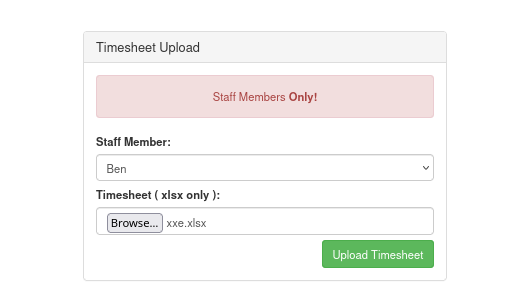 Timesheet Upload
Staff Members Only!
Staff Member:
Ben
Timesheet ( xlsx only ):
Browse... xxe.xlsx
Upload Timesheet